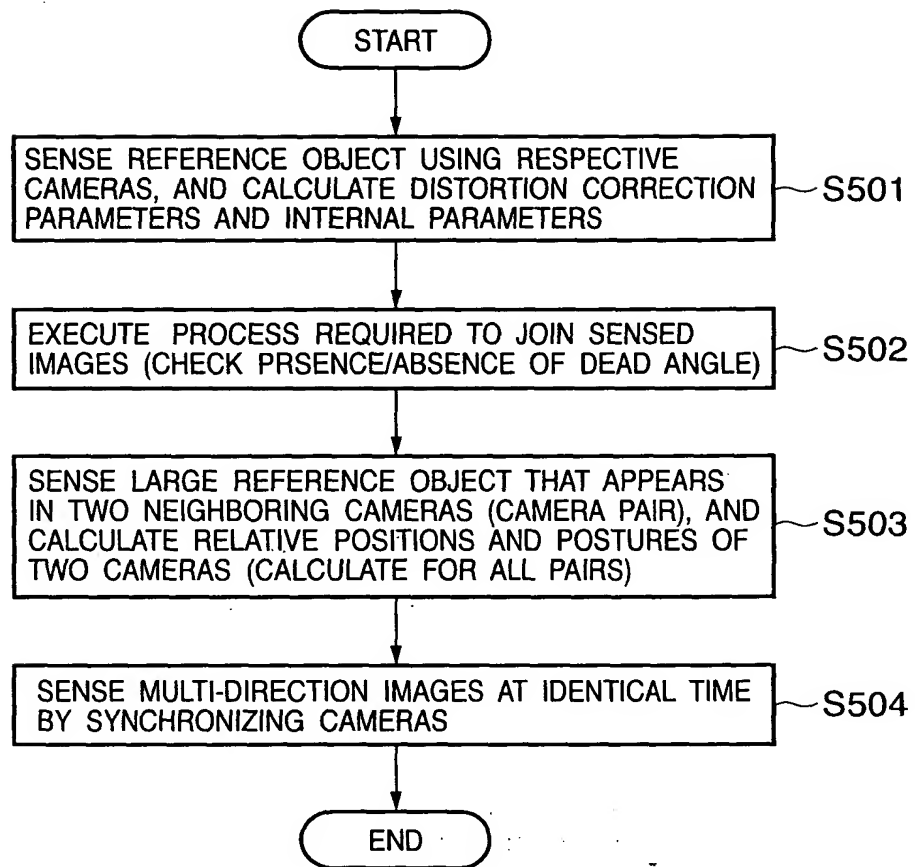 START
SENSE REFERENCE OBJECT USING RESPECTIVE
CAMERAS, AND CALCULATE DISTORTION CORRECTION
PARAMETERS AND INTERNAL PARAMETERS
S501
EXECUTE PROCESS REQUIRED TO JOIN SENSED
IMAGES (CHECK PRSENCE/ABSENCE OF DEAD ANGLE)
S502
SENSE LARGE REFERENCE OBJECT THAT APPEARS
IN TWO NEIGHBORING CAMERAS (CAMERA PAIR), AND
CALCULATE RELATIVE POSITIONS AND POSTURES OF
TWO CAMERAS (CALCULATE FOR ALL PAIRS)
S503
SENSE MULTI-DIRECTION IMAGES AT IDENTICAL TIME
BY SYNCHRONIZING CAMERAS
S504
END